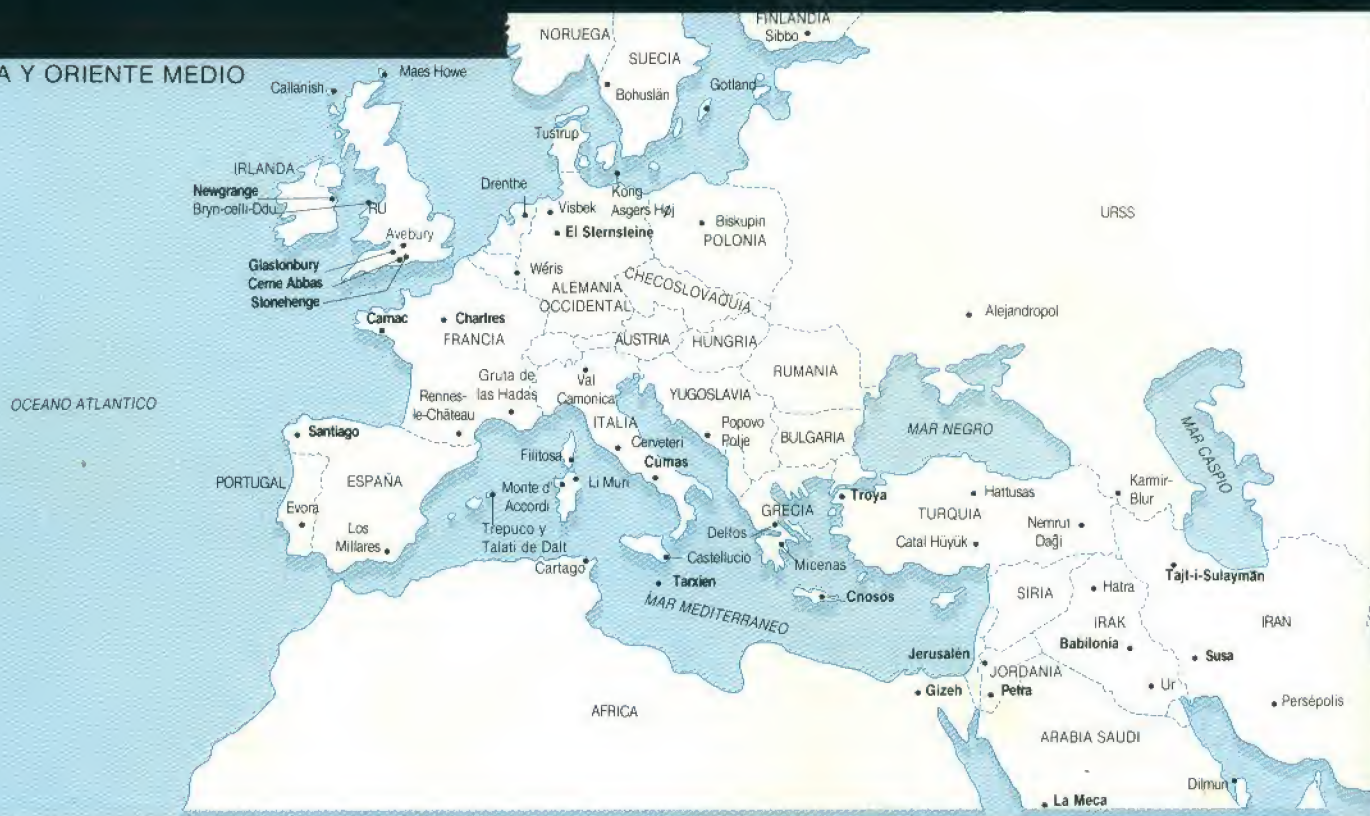 A Y ORIENTE MEDIO
NORUEGA
FINLANDIA
Sibbo
SUECIA
Maes Howe
Callanish
Bohuslän
Gotland
Tustrup
IRLANDA
Newgrange
Bryn-celli-Ddu
RU
Drenthe
Visbek
Kong
Asgers Høj
Biskupin
POLONIA
URSS
Avebury
El Sternsteine
Glastonbury
Cerne Abbas
Stonehenge
Wéris
ALEMANIA
OCCIDENTAL
CHECOSLOVAQUIA
Alejandropol
Carnac
Chartres
FRANCIA
AUSTRIA
HUNGRIA
RUMANIA
Gruta de
las Hadas
Val
Camonica
OCEANO ATLANTICO
Rennes-
le-Château
YUGOSLAVIA
ITALIA
Popovo
Polje
BULGARIA
MAR NEGRO
MAR CASPIO
Santiago
Cerveteri
Filitosa
Cumas
PORTUGAL
ESPAÑA
Monte d'
Accordi
Li Muri
Troya
Hattusas
Karmir-
Blur
Evora
GRECIA
TURQUIA
Los
Millares
Trepuco y
Talati de Dalt
Delfos
Nemrut
Daği
Catal Hüyük
Cartago
Castellucio
Micenas
Tarxien
Cnosos
Tajt-i-Sulaymān
MAR MEDITERRANEO
SIRIA
Hatra
IRAK
IRAN
Babilonia
Jerusalén
JORDANIA
Susa
Gizeh
Petra
Ur
Persépolis
AFRICA
ARABIA SAUDI
Dilmun
La Meca